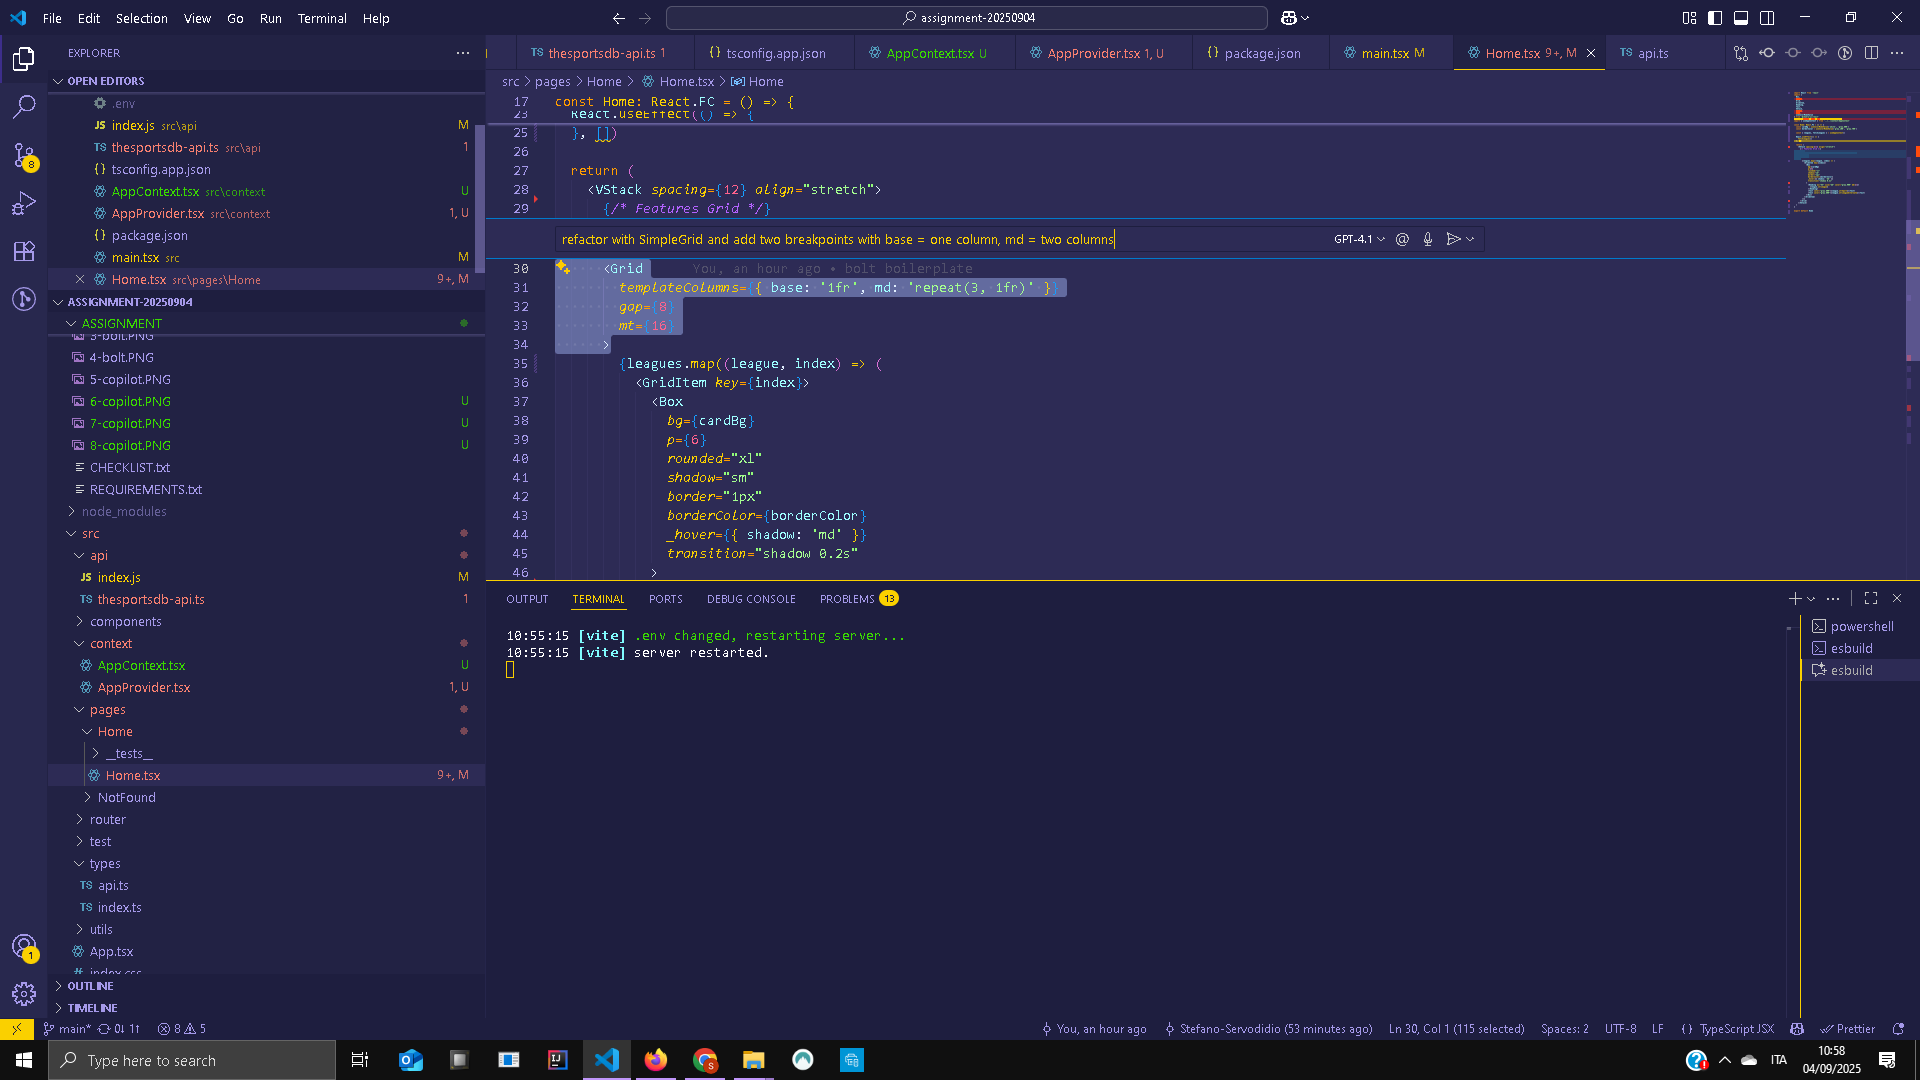 File Edit Selection View Go Run Terminal Help
assignment-20250904
EXPLORER
OPEN EDITORS
.env
JS index.js src\api M
TS thesportsdb-api.ts src\api 1
{} tsconfig.app.json
AppContext.tsx src\context U
AppProvider.tsx src\context 1, U
{} package.json
main.tsx src M
Home.tsx src\pages\Home 9+, M
ASSIGNMENT-20250904
ASSIGNMENT
3-bolt.PNG
4-bolt.PNG
5-copilot.PNG
6-copilot.PNG U
7-copilot.PNG U
8-copilot.PNG U
CHECKLIST.txt
REQUIREMENTS.txt
node_modules
src
api
JS index.js M
TS thesportsdb-api.ts 1
components
context
AppContext.tsx U
AppProvider.tsx 1, U
pages
Home
__tests__
Home.tsx 9+, M
NotFound
router
test
types
TS api.ts
TS index.ts
utils
App.tsx
# index.css
OUTLINE
TIMELINE
8
1
TS thesportsdb-api.ts 1
{} tsconfig.app.json
AppContext.tsx U
AppProvider.tsx 1, U
{} package.json
main.tsx M
Home.tsx 9+, M
TS api.ts
src > pages > Home > Home.tsx > Home
17 const Home: React.FC = () => {
23 React.useEffect(() => {
25 }, [])
26
27 return (
28 <VStack spacing={12} align="stretch">
29 {/* Features Grid */}
refactor with SimpleGrid and add two breakpoints with base = one column, md = two columns
GPT-4.1
30 <Grid You, an hour ago • bolt boilerplate
31 templateColumns={{ base: '1fr', md: 'repeat(3, 1fr)' }}
32 gap={8}
33 mt={16}
34 >
35 {leagues.map((league, index) => (
36 <GridItem key={index}>
37 <Box
38 bg={cardBg}
39 p={6}
40 rounded="xl"
41 shadow="sm"
42 border="1px"
43 borderColor={borderColor}
44 _hover={{ shadow: 'md' }}
45 transition="shadow 0.2s"
46 >
OUTPUT TERMINAL PORTS DEBUG CONSOLE PROBLEMS 13
10:55:15 [vite] .env changed, restarting server...
10:55:15 [vite] server restarted.
powershell
esbuild
esbuild
main* 0↓ 1↑ 8 5
You, an hour ago Stefano-Servodidio (53 minutes ago) Ln 30, Col 1 (115 selected) Spaces: 2 UTF-8 LF {} TypeScript JSX Prettier
Type here to search
ITA
10:58
04/09/2025